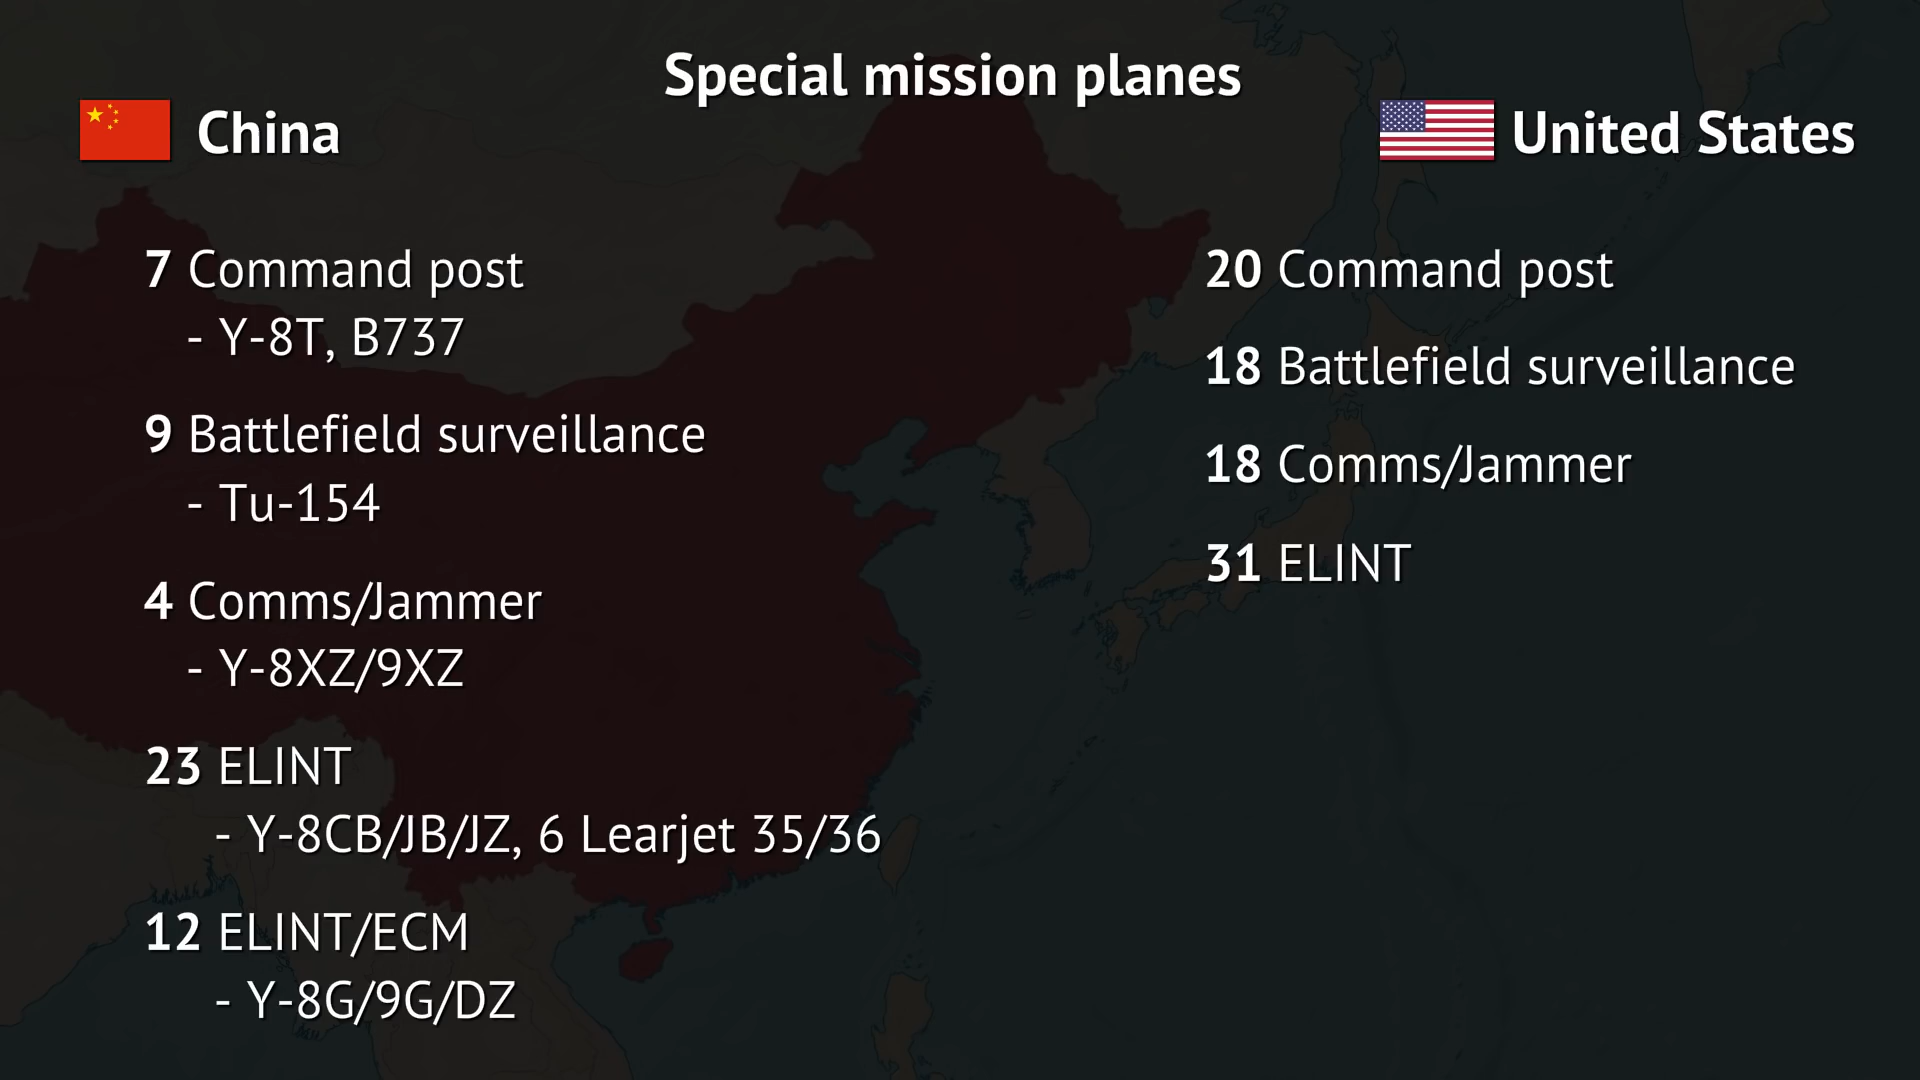 Special mission planes
China
7 Command post
- Y-8T, B737
9 Battlefield surveillance
- Tu-154
4 Comms/Jammer
- Y-8XZ/9XZ
23 ELINT
- Y-8CB/JB/JZ, 6 Learjet 35/36
12 ELINT/ECM
- Y-8G/9G/DZ
United States
20 Command post
18 Battlefield surveillance
18 Comms/Jammer
31 ELINT